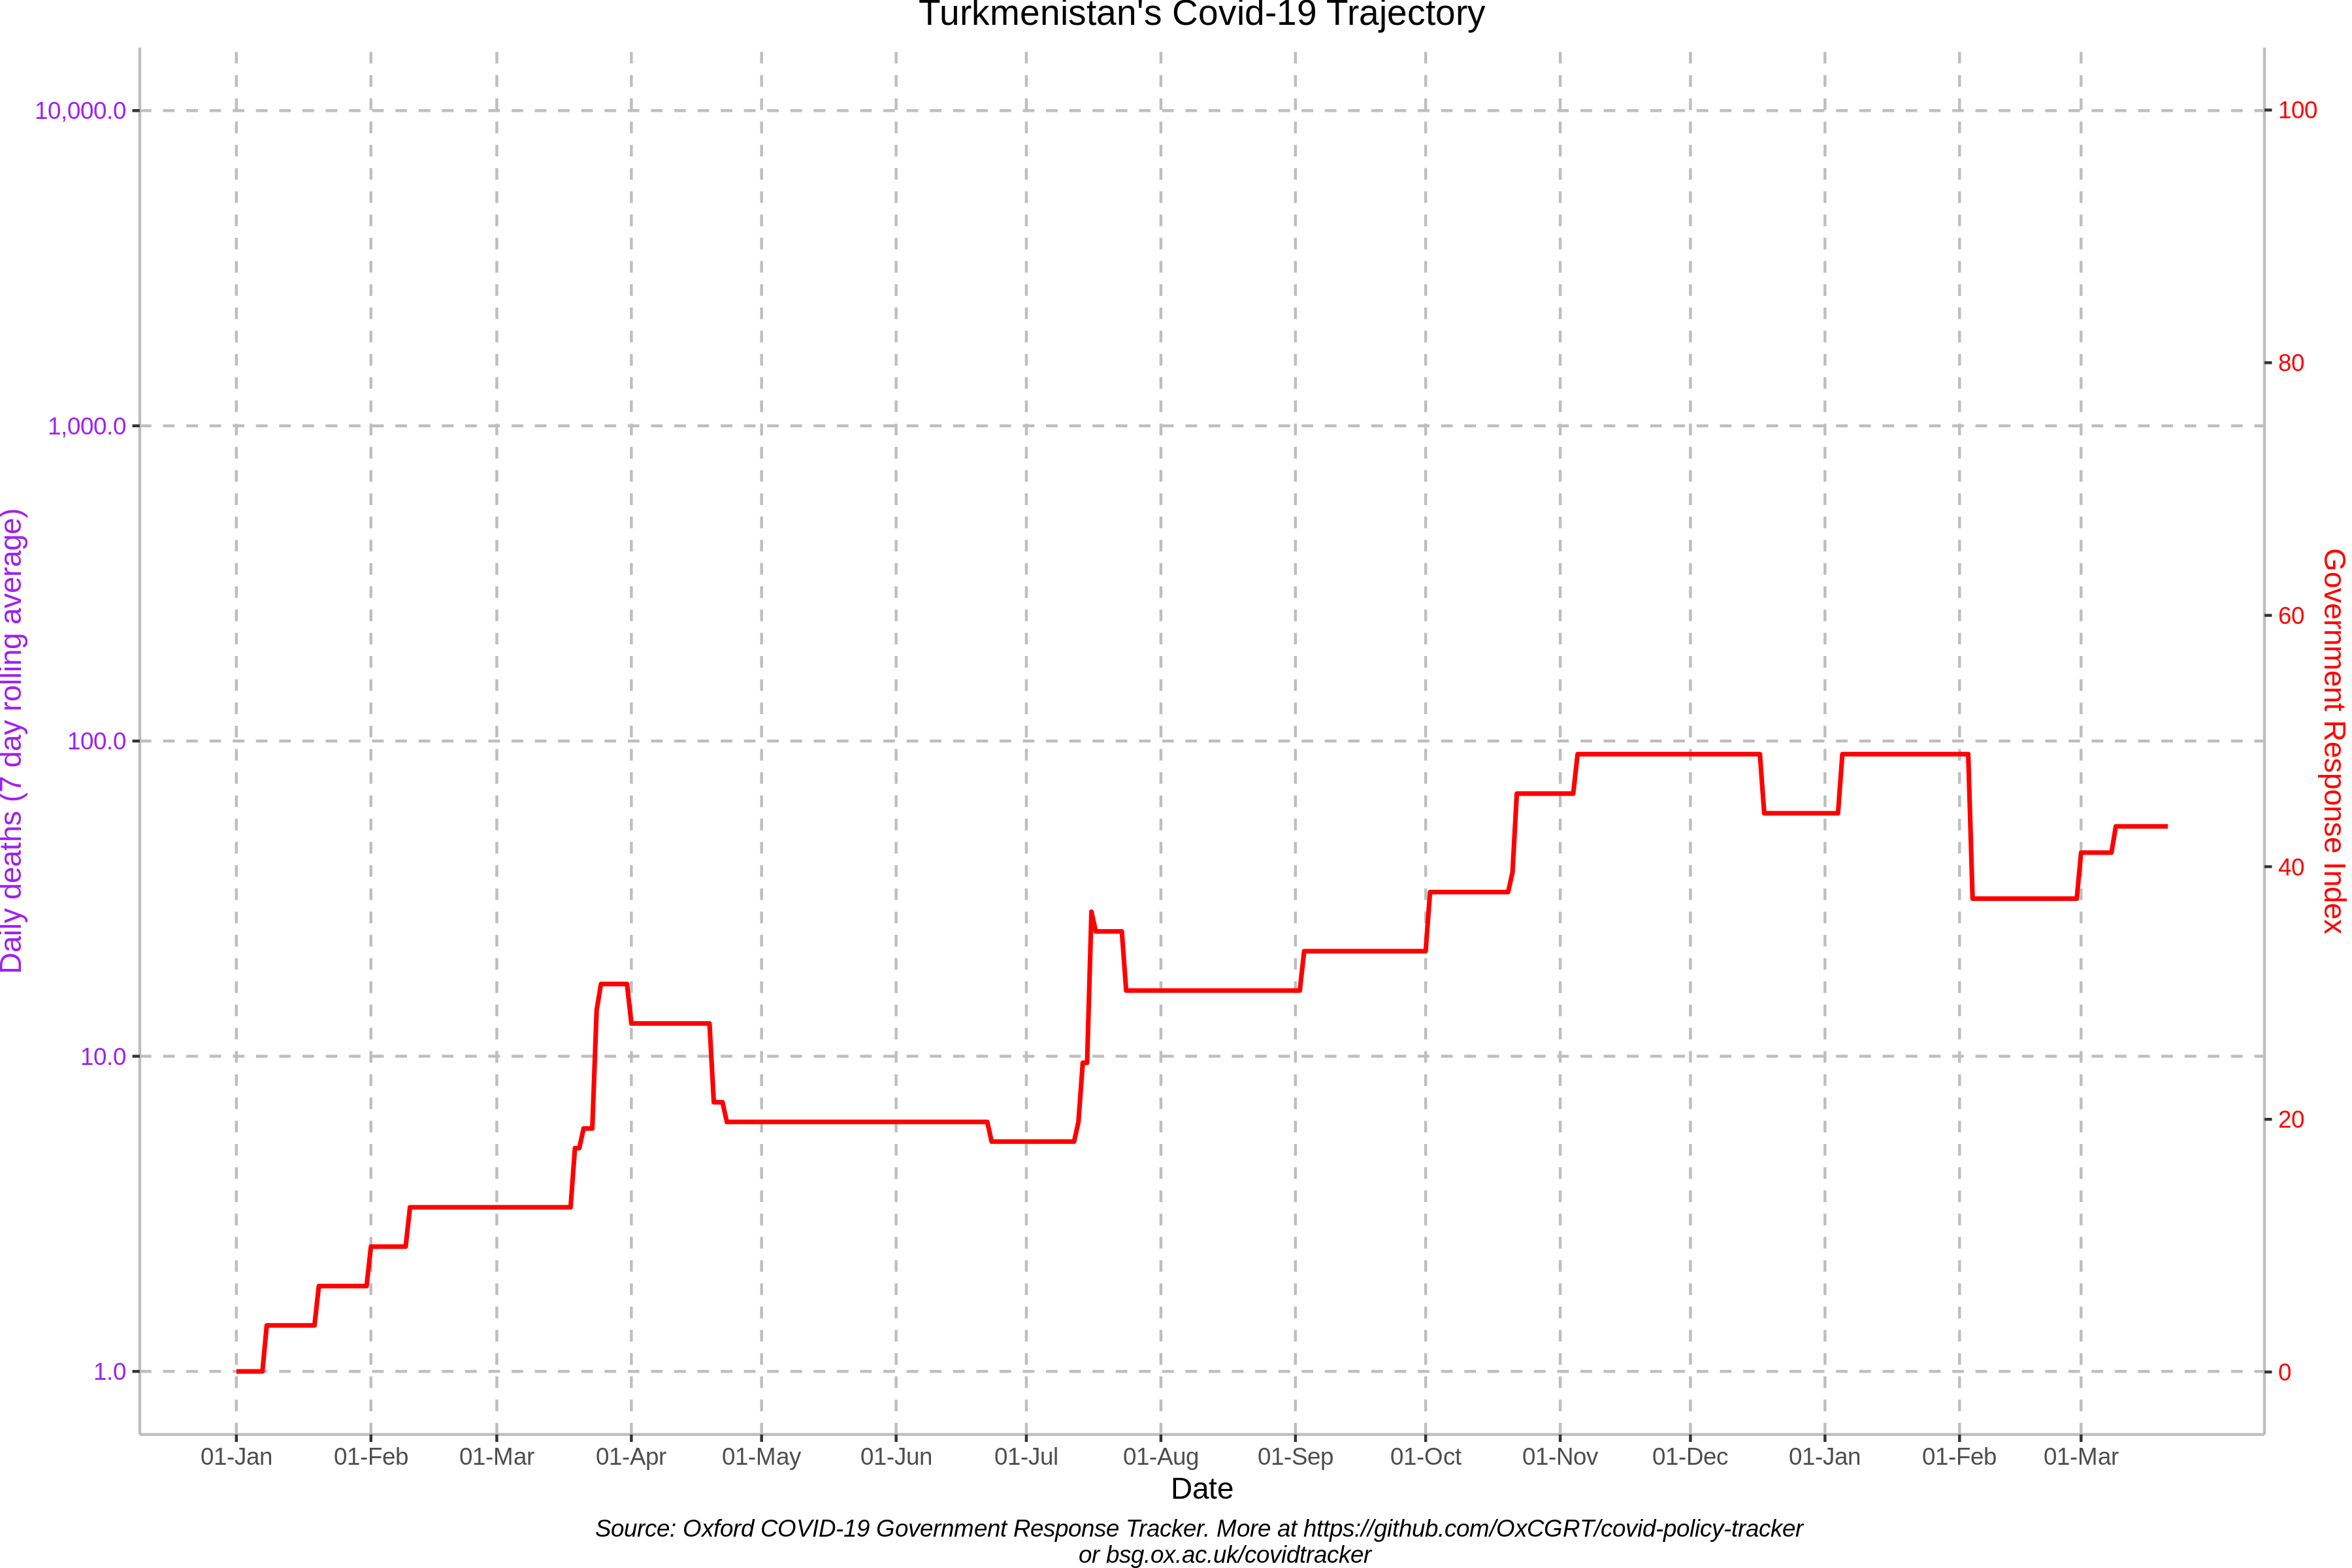 Turkmenistan's Covid-19 Trajectory
10,000.0
1,000.0
100.0
10.0
1.0
Daily deaths (7 day rolling average)
100
80
60
40
20
0
Government Response Index
01-Jan 01-Feb 01-Mar 01-Apr 01-May 01-Jun 01-Jul 01-Aug 01-Sep 01-Oct 01-Nov 01-Dec 01-Jan 01-Feb 01-Mar
Date
Source: Oxford COVID-19 Government Response Tracker. More at https://github.com/OxCGRT/covid-policy-tracker
or bsg.ox.ac.uk/covidtracker